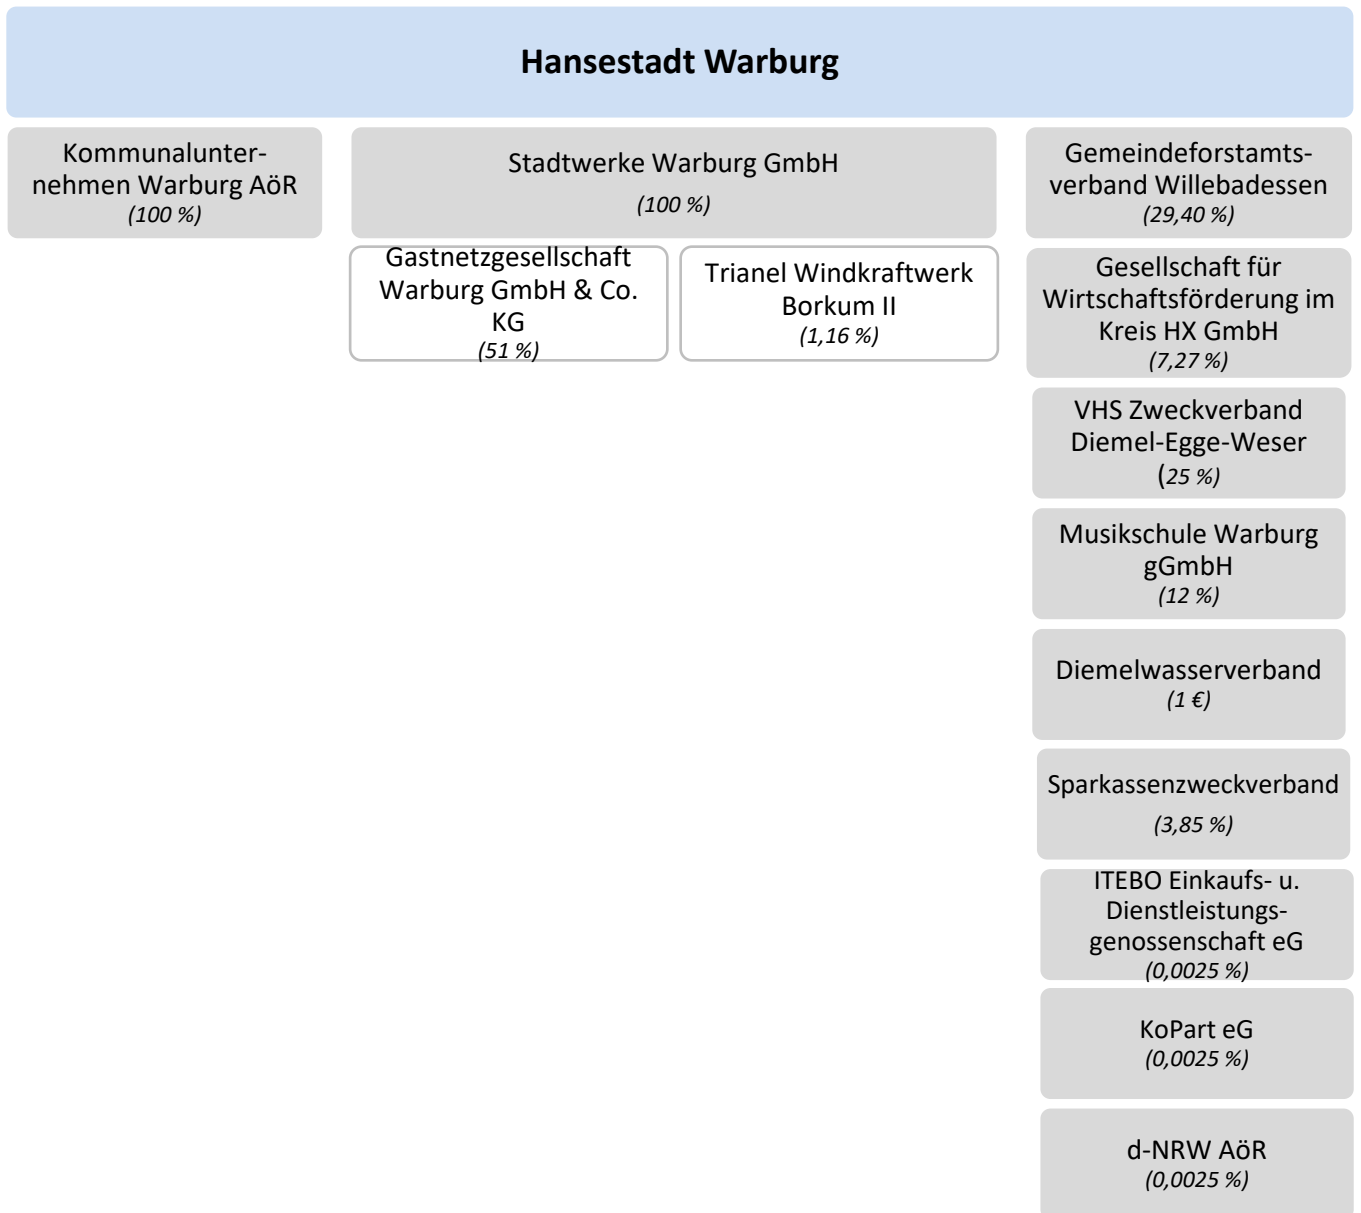 Hansestadt Warburg
Kommunalunter-
nehmen Warburg AöR
(100 %)
Stadtwerke Warburg GmbH
(100 %)
Gastnetzgesellschaft
Warburg GmbH & Co.
KG
(51 %)
Trianel Windkraftwerk
Borkum II
(1,16 %)
Gemeindeforstamts-
verband Willebadessen
(29,40 %)
Gesellschaft für
Wirtschaftsförderung im
Kreis HX GmbH
(7,27 %)
VHS Zweckverband
Diemel-Egge-Weser
(25 %)
Musikschule Warburg
gGmbH
(12 %)
Diemelwasserverband
(1 €)
Sparkassenzweckverband
(3,85 %)
ITEBO Einkaufs- u.
Dienstleistungs-
genossenschaft eG
(0,0025 %)
KoPart eG
(0,0025 %)
d-NRW AöR
(0,0025 %)